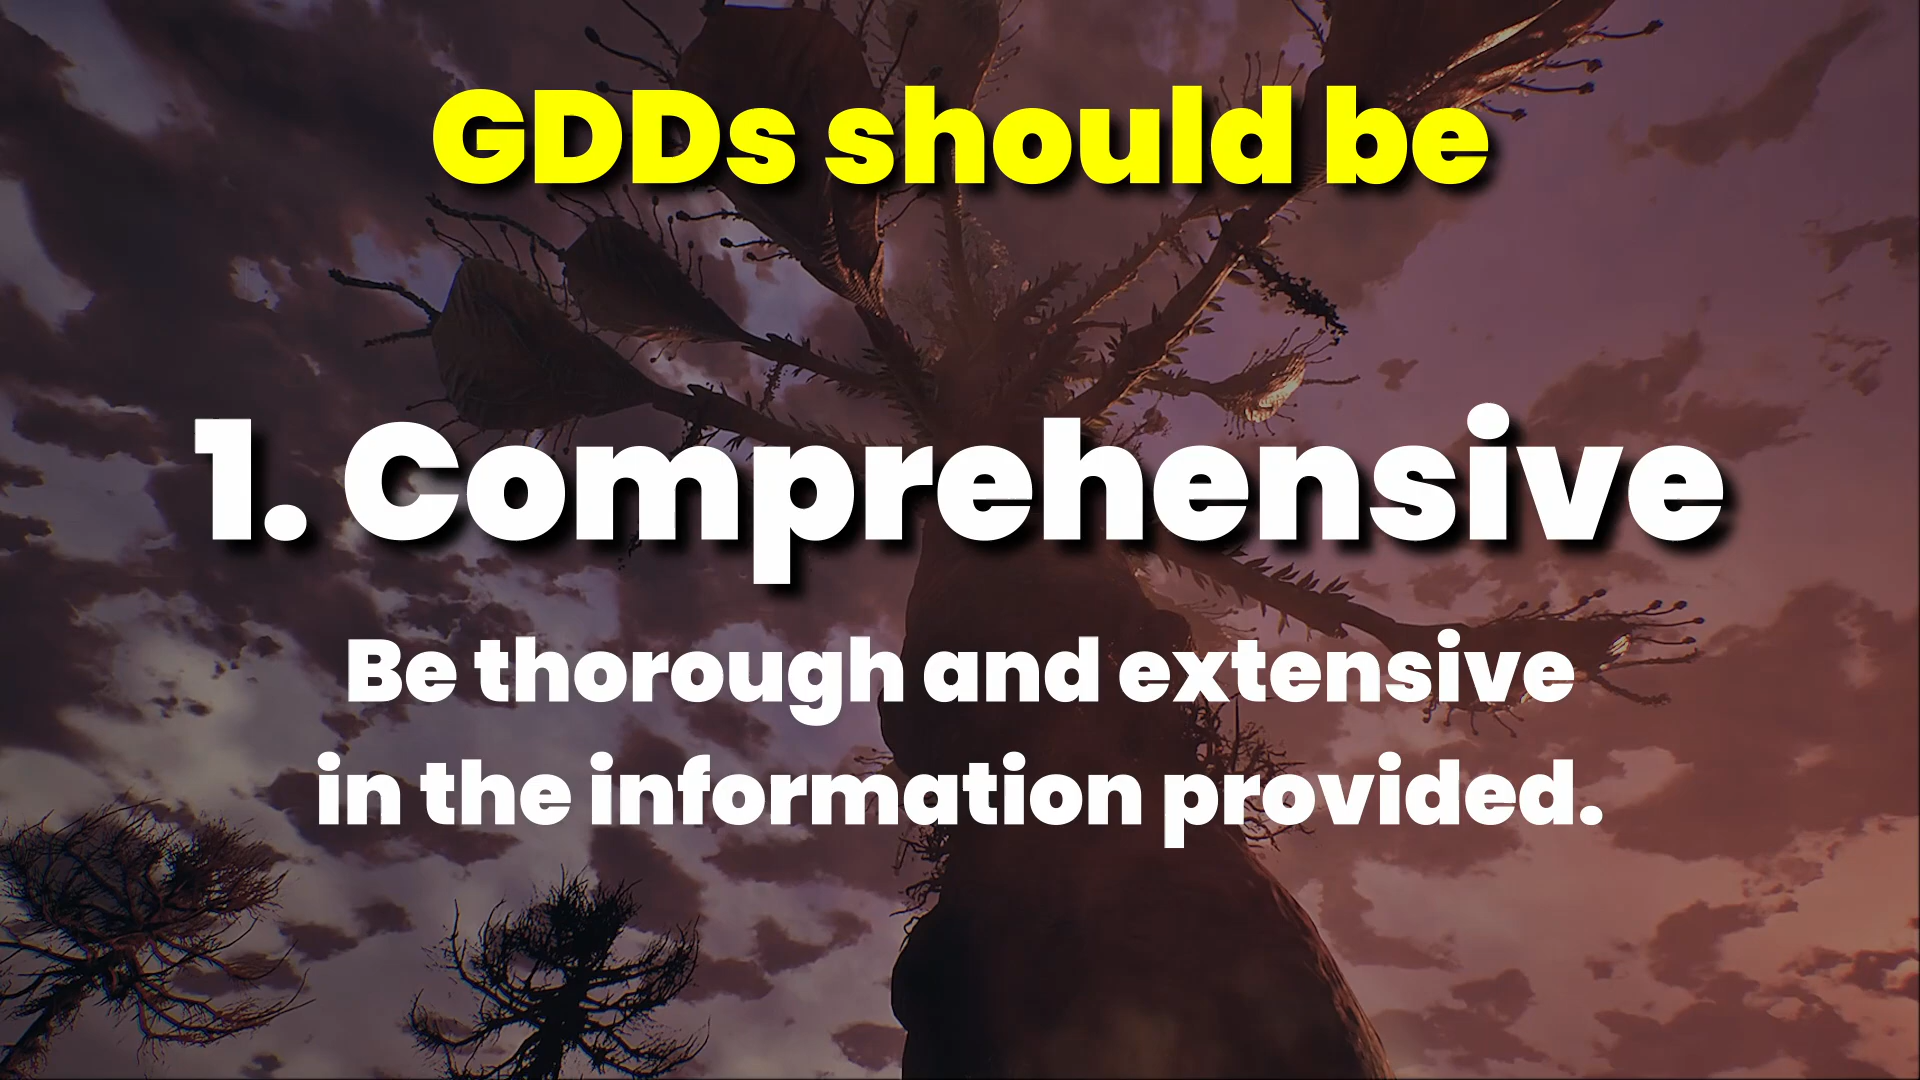 GDDs should be
1. Comprehensive
Be thorough and extensive
in the information provided.